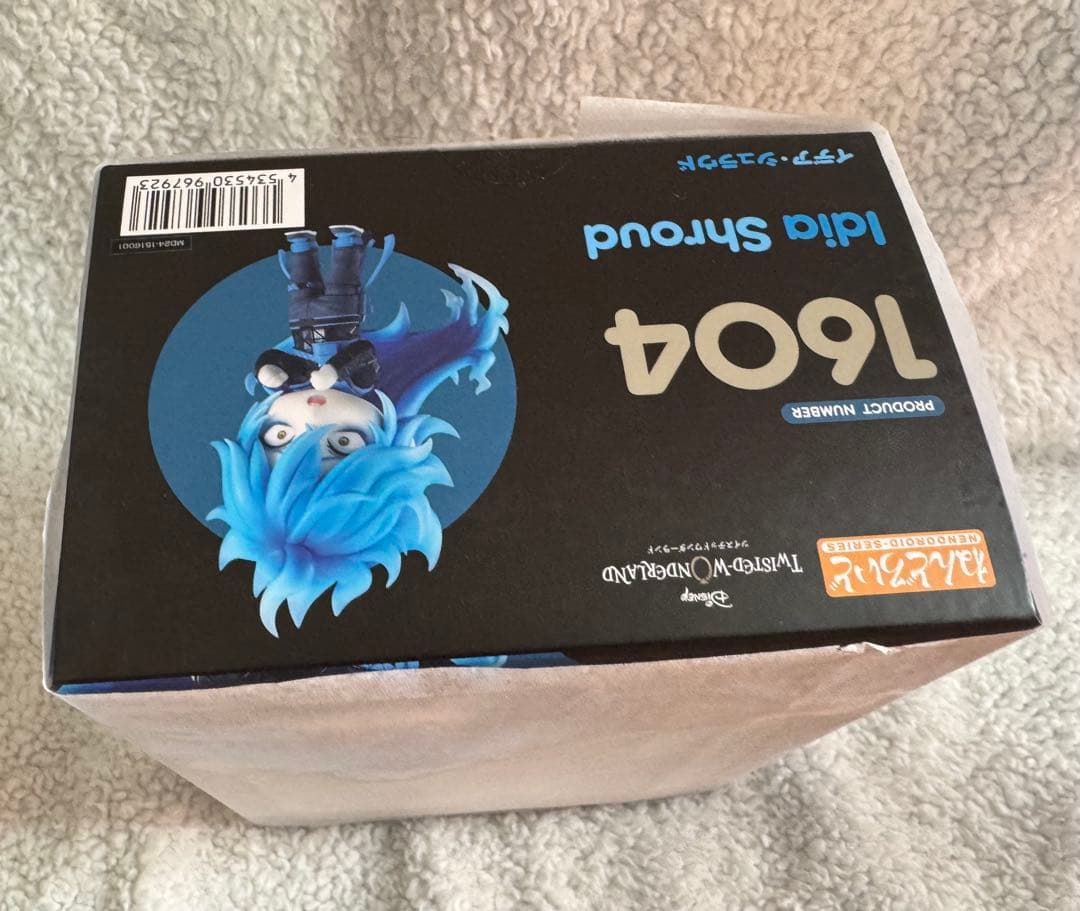 ねんどろいど
NENDOROID-SERIES
Disney
TWISTED-WONDERLAND
ツイステッドワンダーランド
PRODUCT NUMBER
1604
Idia Shroud
イデア・シュラウド
MD24-1516001
4 534530 967923